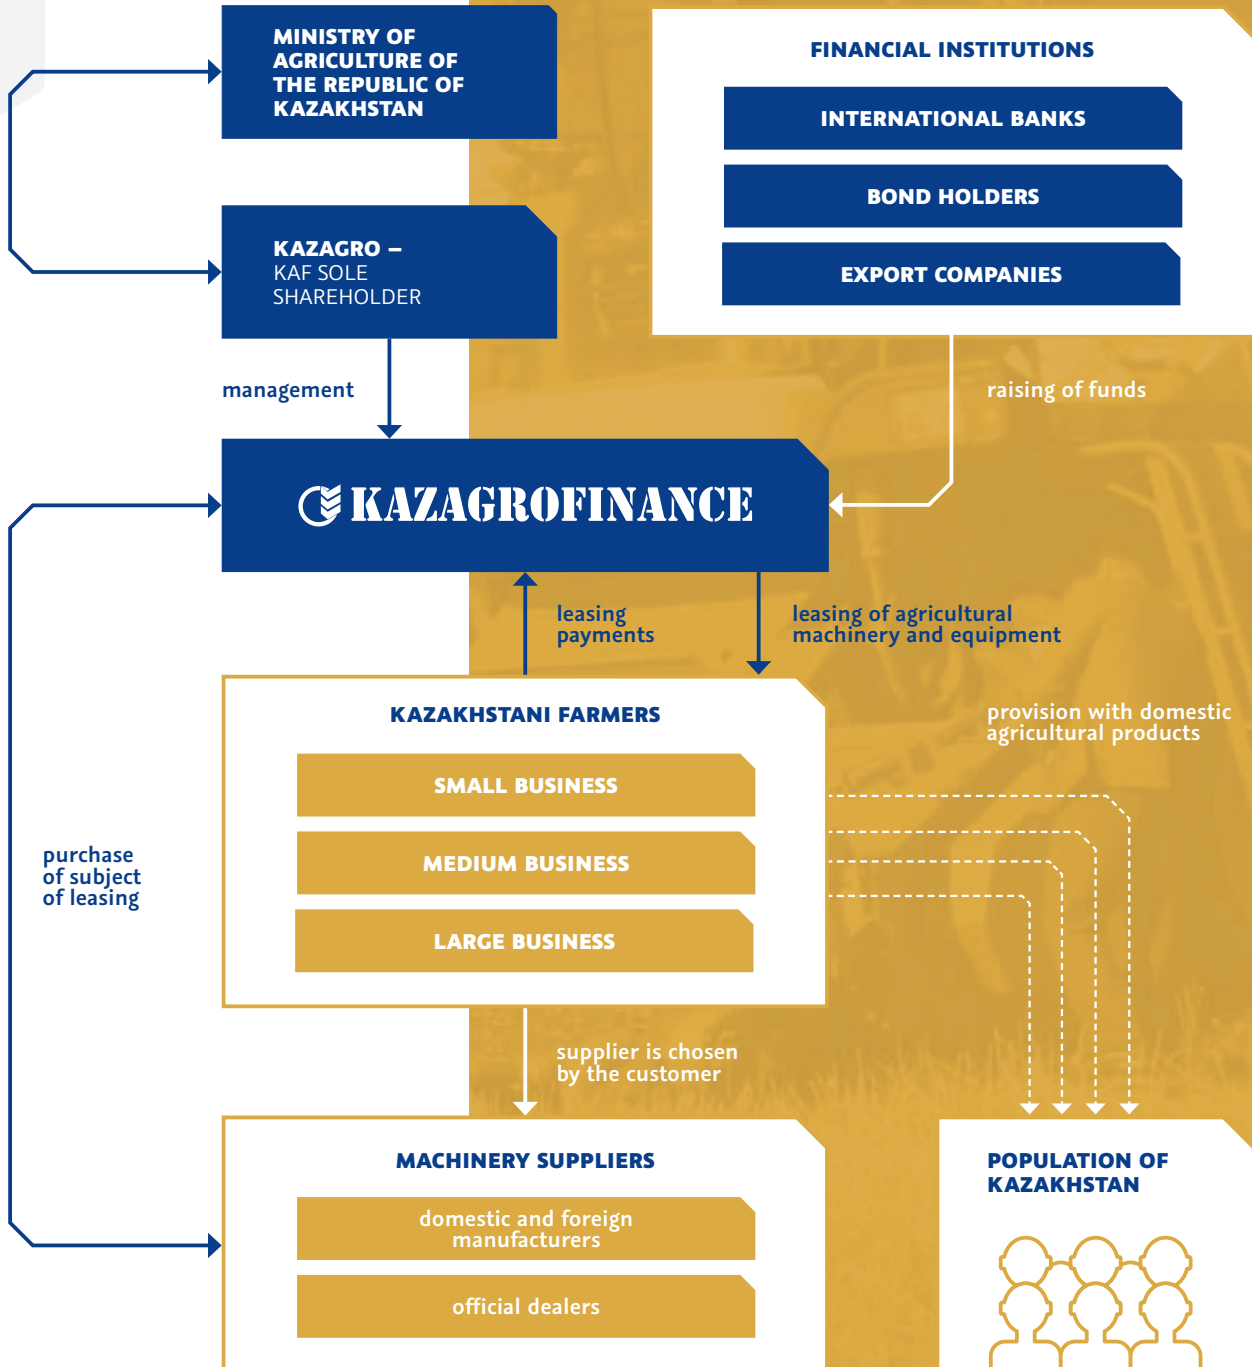 MINISTRY OF
AGRICULTURE OF
THE REPUBLIC OF
KAZAKHSTAN
FINANCIAL INSTITUTIONS
INTERNATIONAL BANKS
BOND HOLDERS
EXPORT COMPANIES
KAZAGRO –
KAF SOLE
SHAREHOLDER
management
raising of funds
KAZAGROFINANCE
leasing
payments
leasing of agricultural
machinery and equipment
KAZAKHSTANI FARMERS
SMALL BUSINESS
MEDIUM BUSINESS
LARGE BUSINESS
provision with domestic
agricultural products
purchase
of subject
of leasing
supplier is chosen
by the customer
MACHINERY SUPPLIERS
domestic and foreign
manufacturers
official dealers
POPULATION OF
KAZAKHSTAN